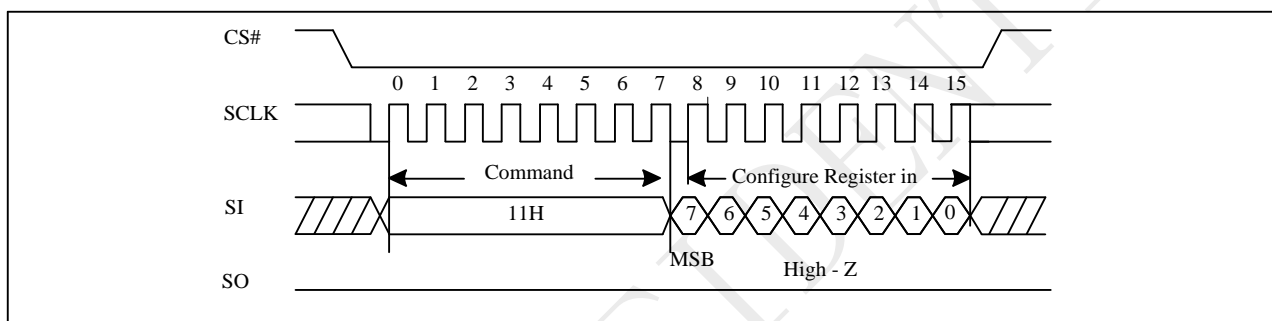 CS#
0 1 2 3 4 5 6 7 8 9 10 11 12 13 14 15
SCLK
Command Configure Register in
SI 11H 7 6 5 4 3 2 1 0
MSB High - Z
SO